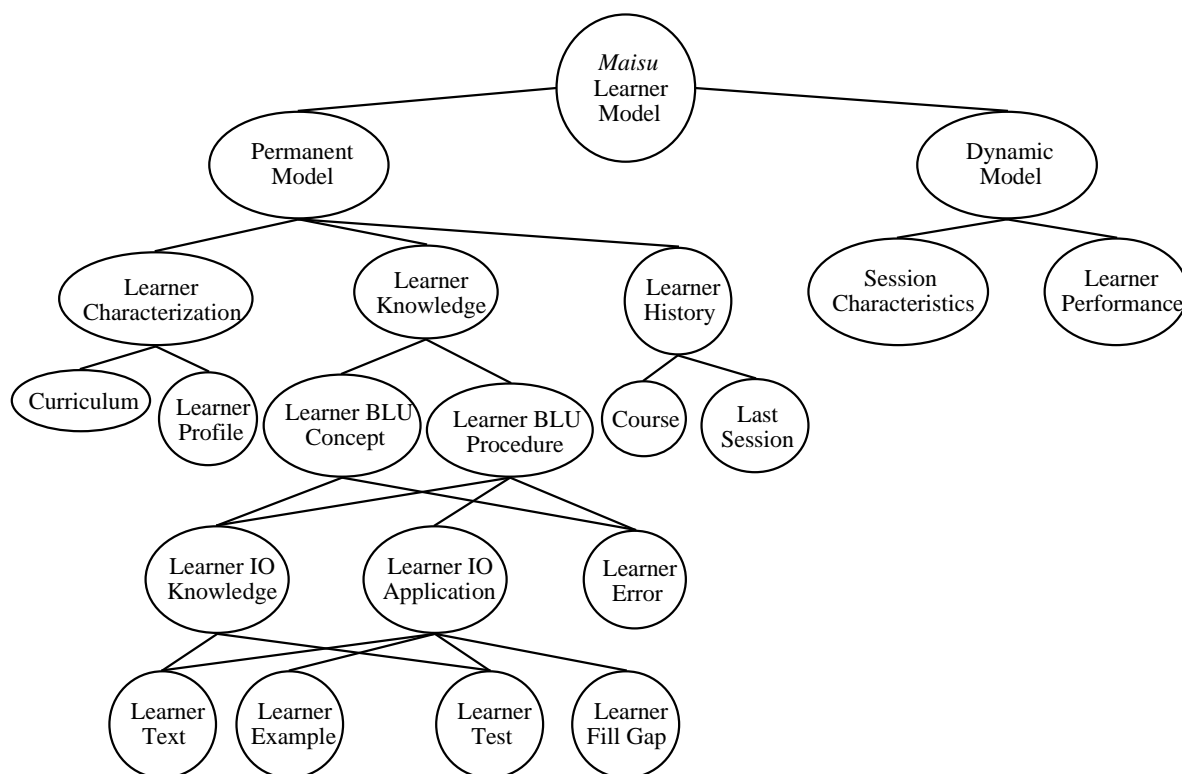 Maisu
Learner
Model
Permanent
Model
Dynamic
Model
Learner
Characterization
Learner
Knowledge
Learner
History
Session
Characteristics
Learner
Performance
Curriculum
Learner
Profile
Learner BLU
Concept
Learner BLU
Procedure
Course
Last
Session
Learner IO
Knowledge
Learner IO
Application
Learner
Error
Learner
Text
Learner
Example
Learner
Test
Learner
Fill Gap